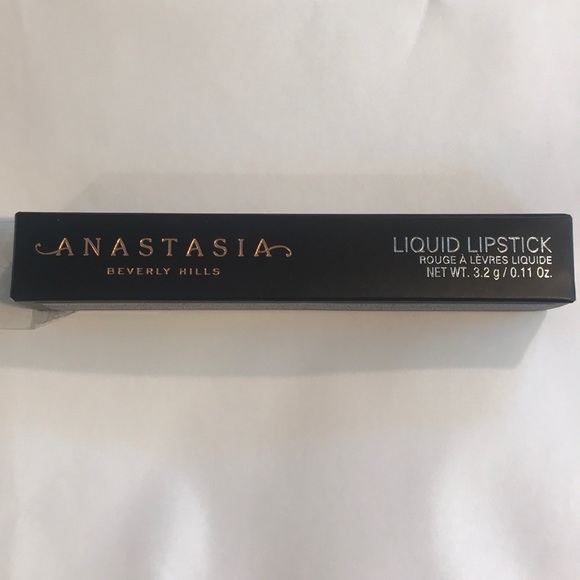 ANASTASIA
BEVERLY HILLS
LIQUID LIPSTICK
ROUGE À LÈVRES LIQUIDE
NET WT. 3.2 g / 0.11 Oz.